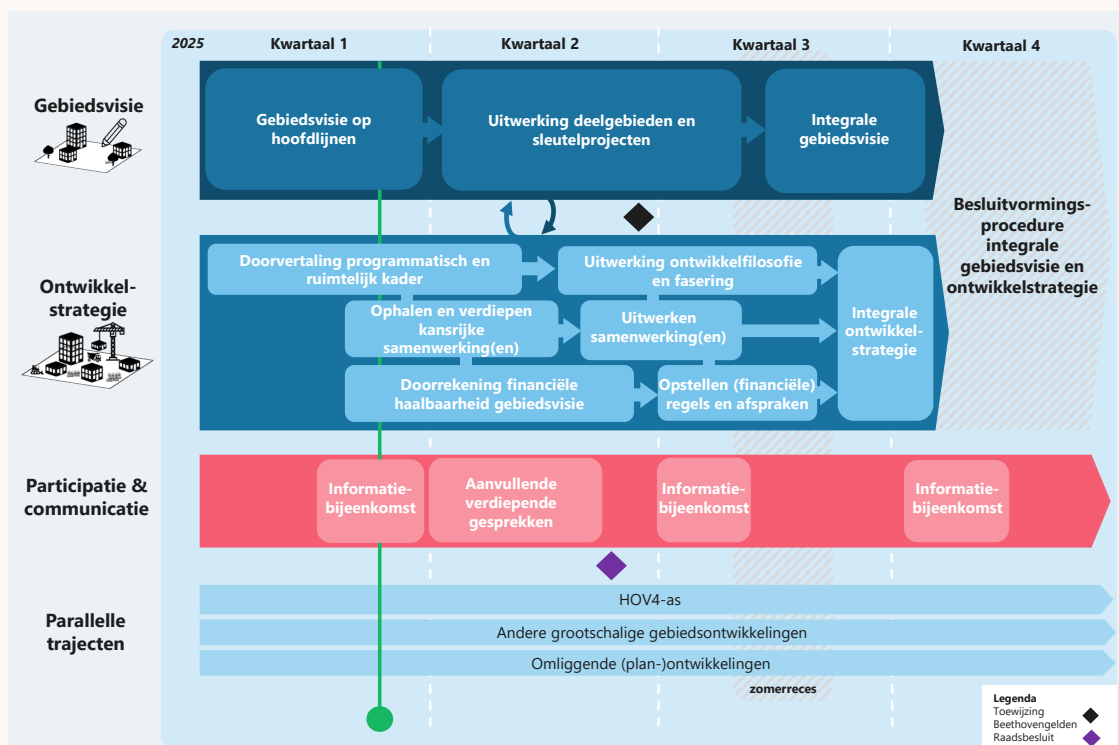 2025
Kwartaal 1
Kwartaal 2
Kwartaal 3
Kwartaal 4
Gebiedsvisie
Gebiedsvisie op
hoofdlijnen
Uitwerking deelgebieden en
sleutelprojecten
Integrale
gebiedsvisie
Besluitvormings-
procedure
integrale
gebiedsvisie en
ontwikkelstrategie
Ontwikkel-
strategie
Doorvertaling programmatisch en
ruimtelijk kader
Uitwerking ontwikkelfilosofie
en fasering
Ophalen en verdiepen
kansrijke
samenwerking(en)
Uitwerken
samenwerking(en)
Integrale
ontwikkel-
strategie
Doorrekening financiële
haalbaarheid gebiedsvisie
Opstellen (financiële)
regels en afspraken
Participatie &
communicatie
Informatie-
bijeenkomst
Aanvullende
verdiepende
gesprekken
Informatie-
bijeenkomst
Informatie-
bijeenkomst
Parallelle
trajecten
HOV4-as
Andere grootschalige gebiedsontwikkelingen
Omliggende (plan-)ontwikkelingen
zomerreces
Legenda
Toewijzing
Beethovengelden
Raadsbesluit